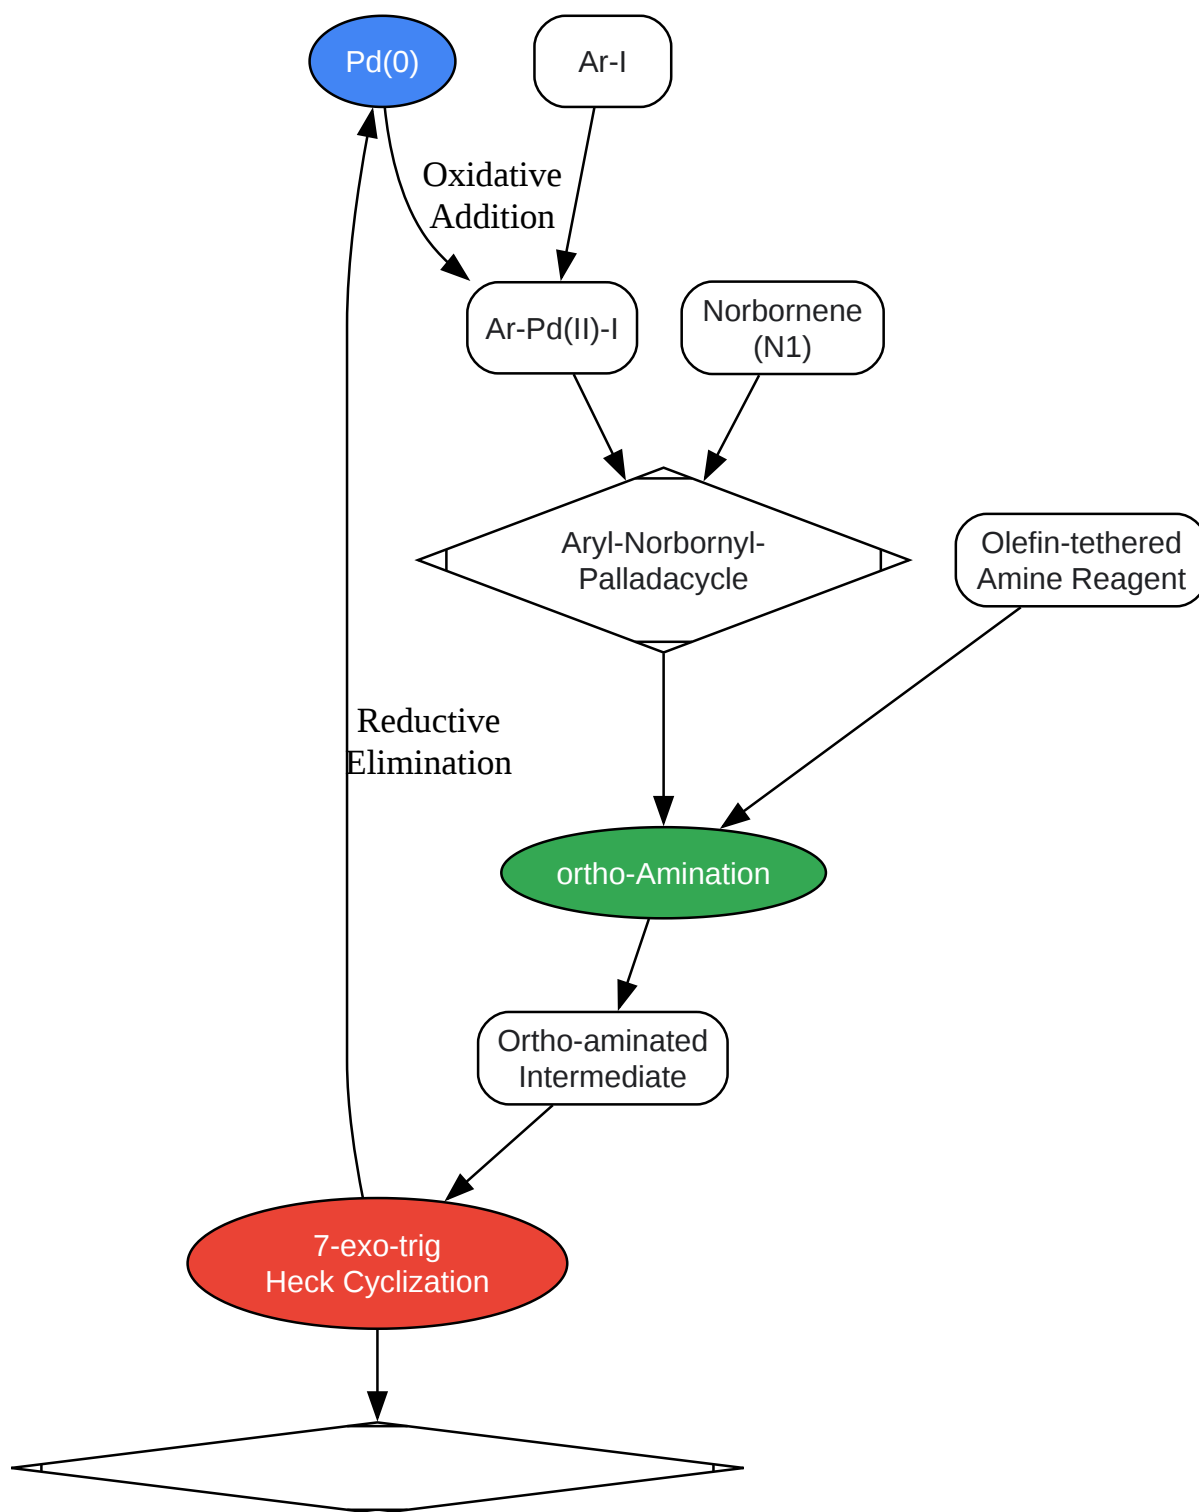 Pd(0)
Ar-I
Oxidative
Addition
Ar-Pd(II)-I
Norbornene
(N1)
Aryl-Norbornyl-
Palladacycle
Olefin-tethered
Amine Reagent
Reductive
Elimination
ortho-Amination
Ortho-aminated
Intermediate
7-exo-trig
Heck Cyclization